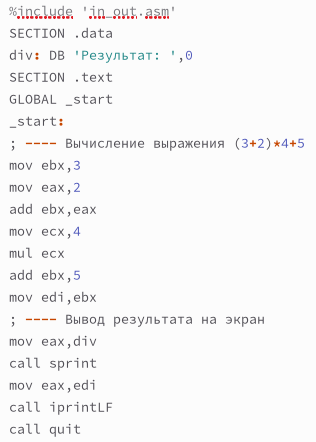 %include 'in_out.asm'
SECTION .data
div: DB 'Результат: ',0
SECTION .text
GLOBAL _start
_start:
; ---- Вычисление выражения (3+2)*4+5
mov ebx,3
mov eax,2
add ebx,eax
mov ecx,4
mul ecx
add ebx,5
mov edi,ebx
; ---- Вывод результата на экран
mov eax,div
call sprint
mov eax,edi
call iprintLF
call quit